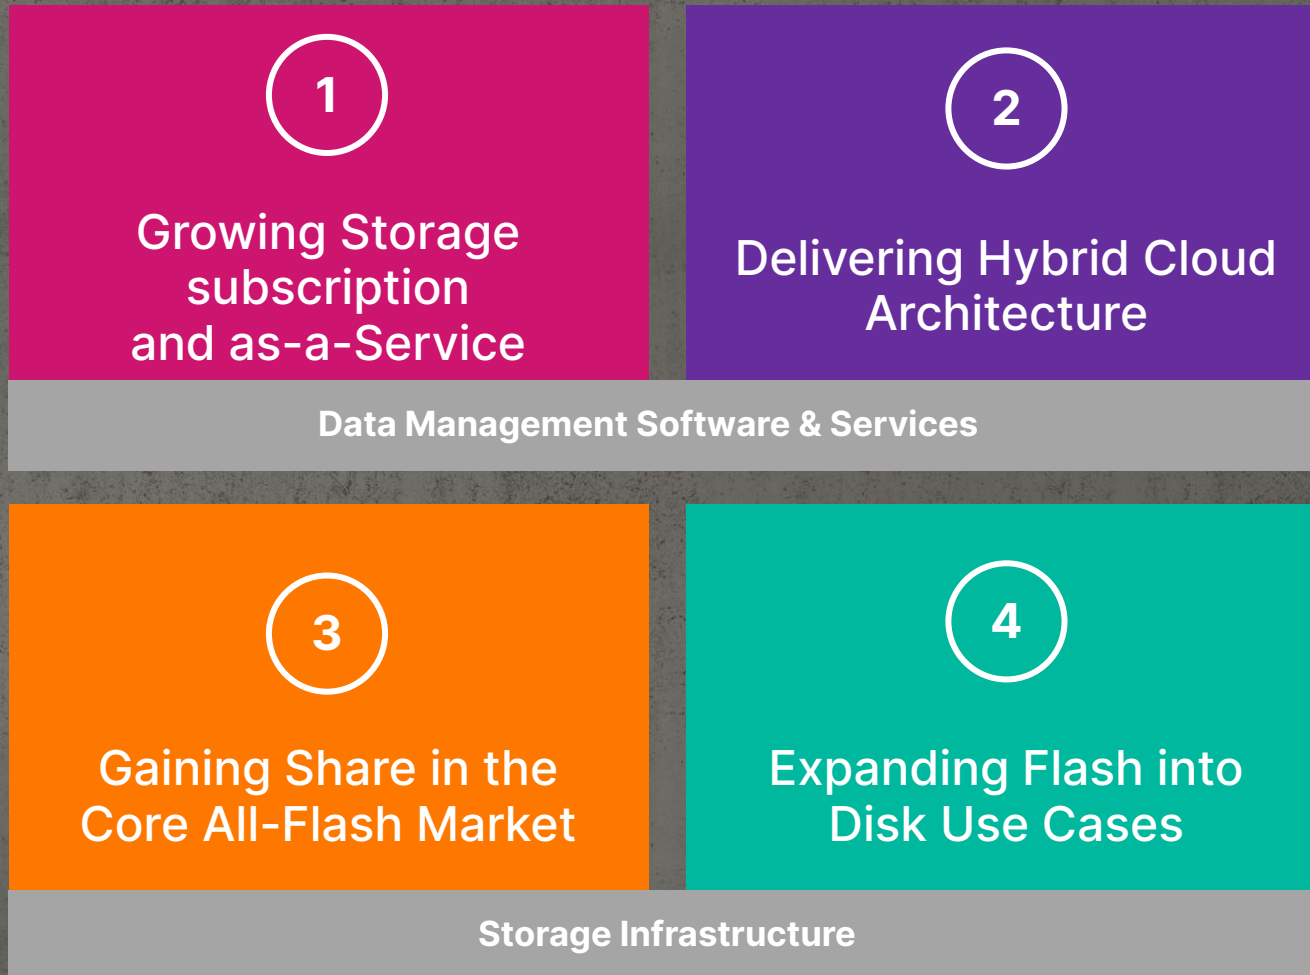 1
Growing Storage
subscription
and as-a-Service
2
Delivering Hybrid Cloud
Architecture
Data Management Software & Services
3
Gaining Share in the
Core All-Flash Market
4
Expanding Flash into
Disk Use Cases
Storage Infrastructure